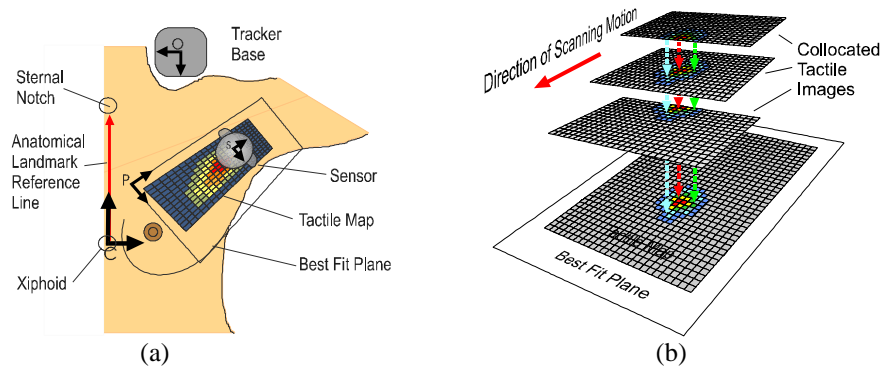 Tracker
Base
O
Sternal
Notch
Anatomical
Landmark
Reference
Line
S
P
Sensor
Tactile Map
Best Fit Plane
C
Xiphoid
(a)
Direction of Scanning Motion
Collocated
Tactile
Images
Map
Best Fit Plane
(b)